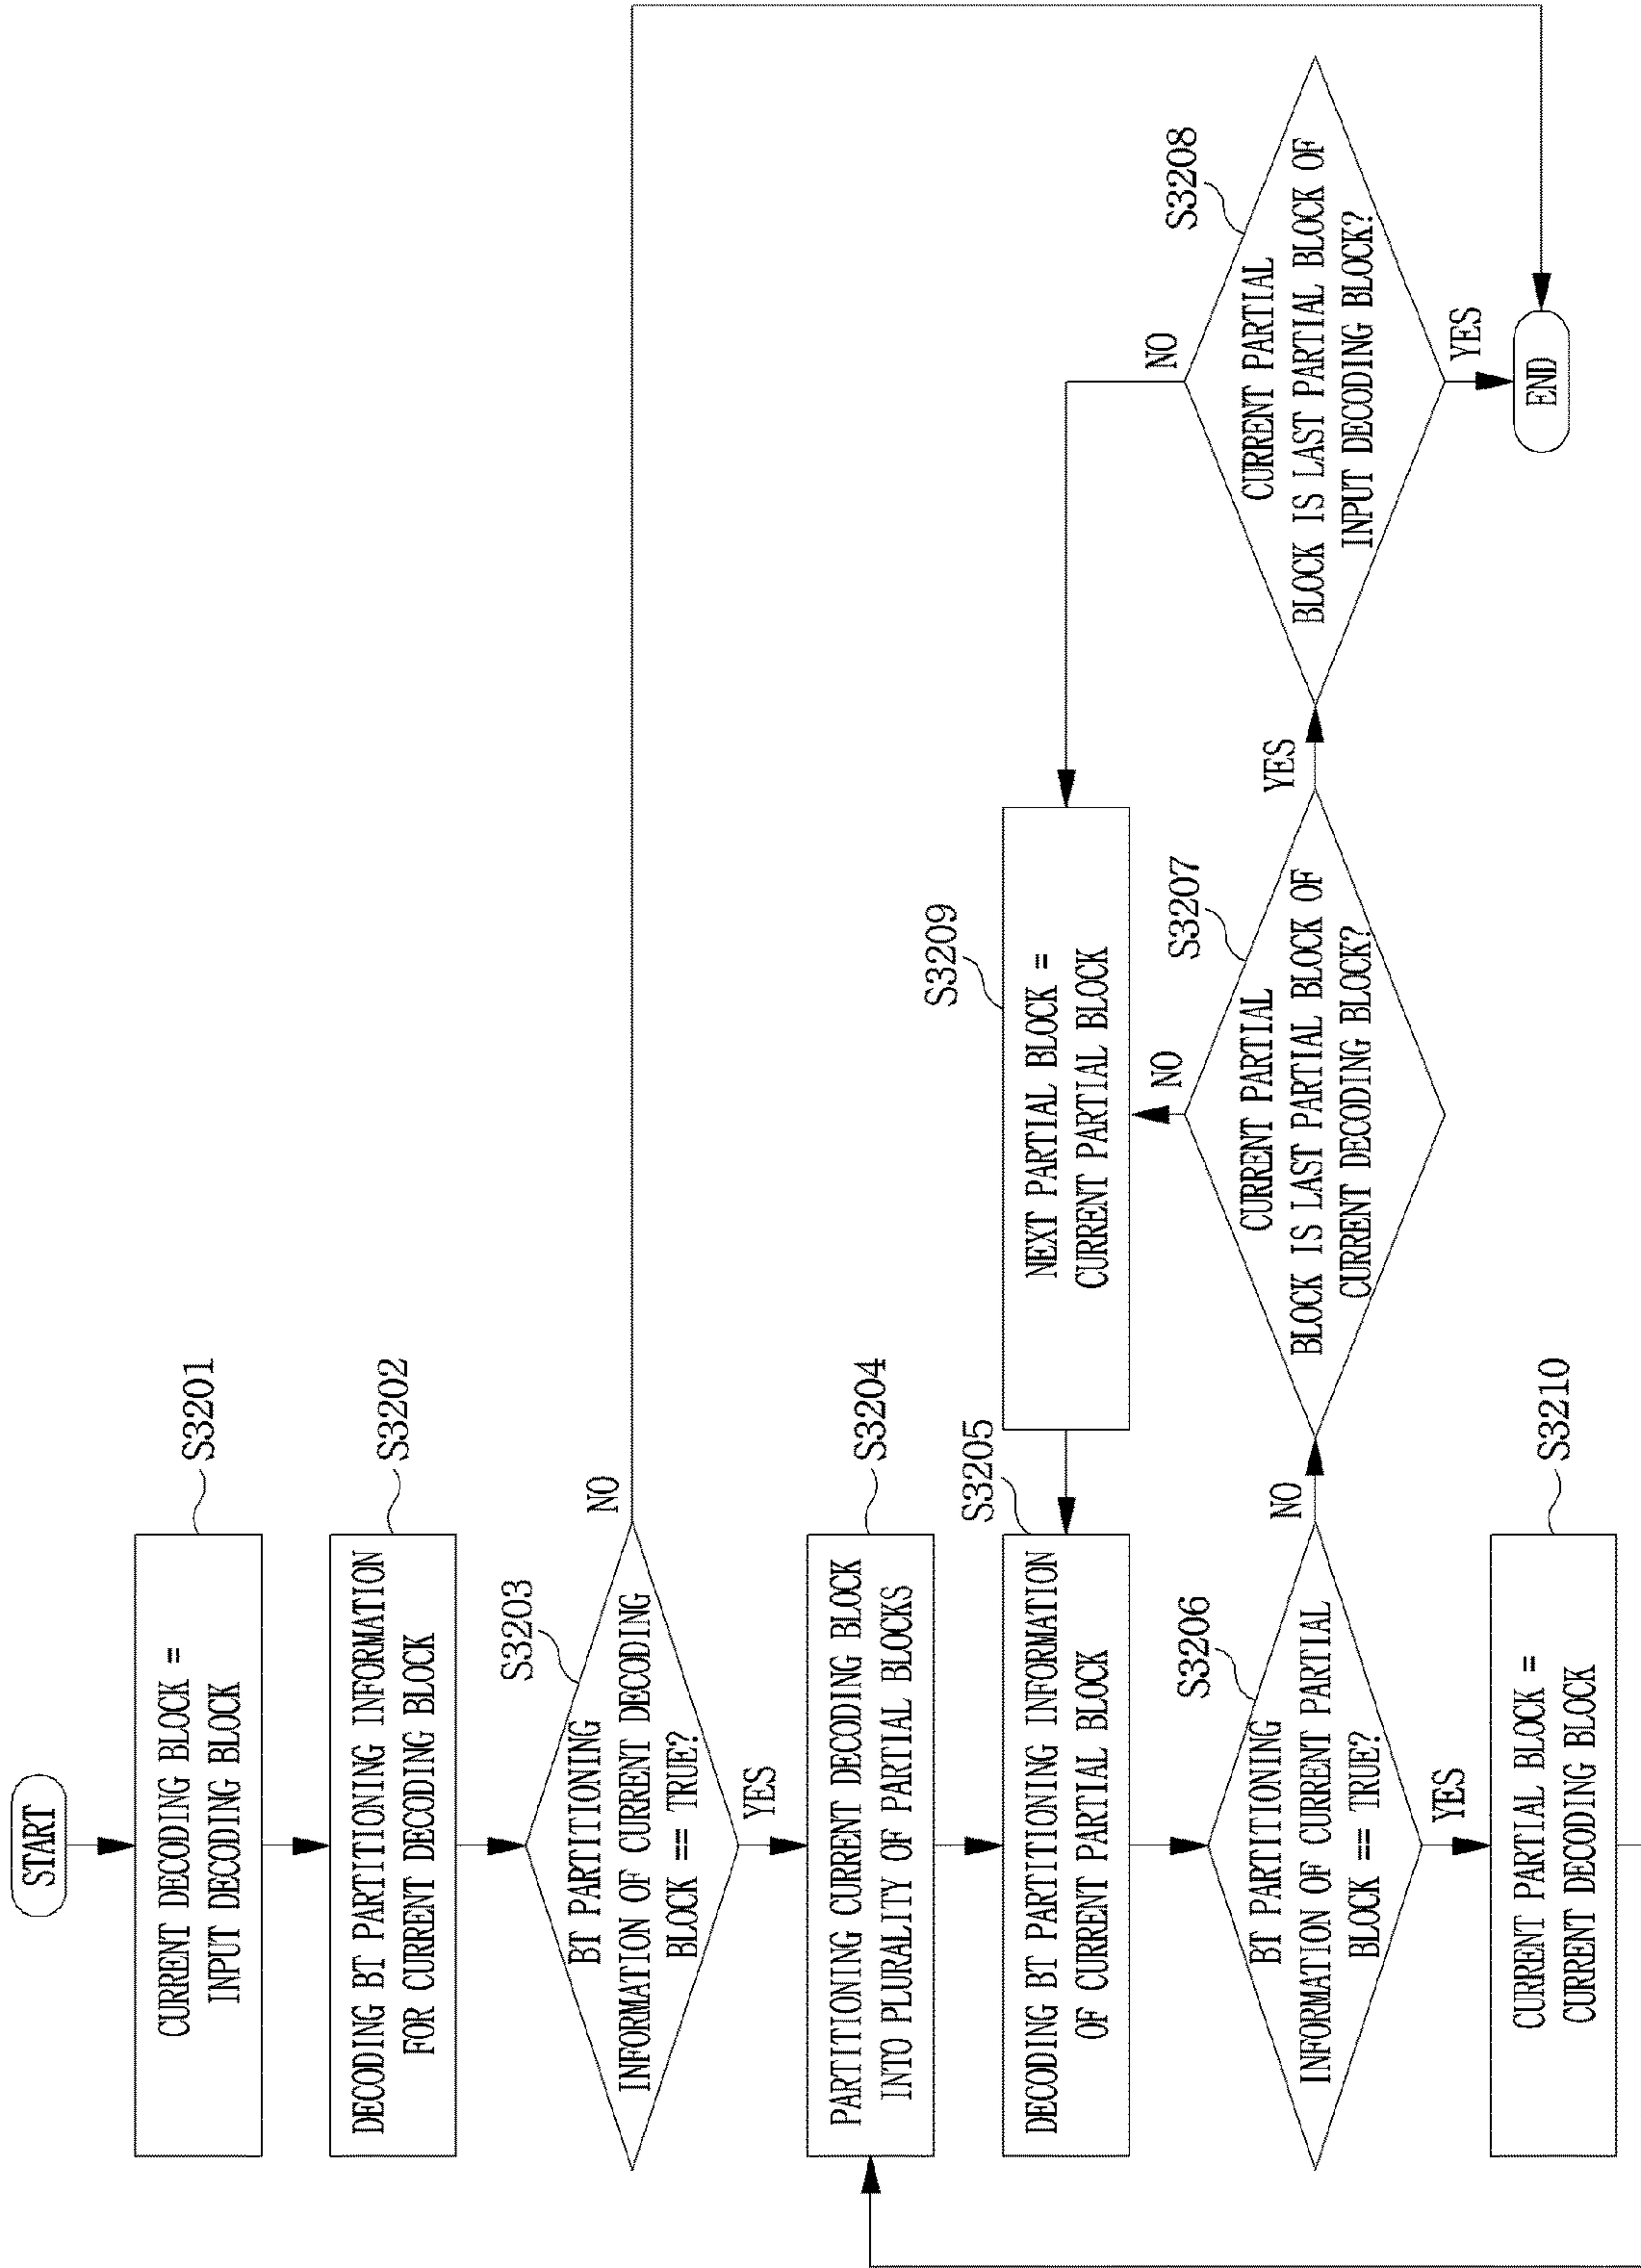 START
CURRENT DECODING BLOCK =
INPUT DECODING BLOCK
S3201
DECODING BT PARTITIONING INFORMATION
FOR CURRENT DECODING BLOCK
S3202
BT PARTITIONING
INFORMATION OF CURRENT DECODING
BLOCK == TRUE?
S3203
NO
YES
PARTITIONING CURRENT DECODING BLOCK
INTO PLURALITY OF PARTIAL BLOCKS
S3204
DECODING BT PARTITIONING INFORMATION
OF CURRENT PARTIAL BLOCK
S3205
NEXT PARTIAL BLOCK =
CURRENT PARTIAL BLOCK
S3209
BT PARTITIONING
INFORMATION OF CURRENT PARTIAL
BLOCK == TRUE?
S3206
NO
YES
CURRENT PARTIAL
BLOCK IS LAST PARTIAL BLOCK OF
CURRENT DECODING BLOCK?
S3207
NO
YES
CURRENT PARTIAL
BLOCK IS LAST PARTIAL BLOCK OF
INPUT DECODING BLOCK?
S3208
NO
YES
CURRENT PARTIAL BLOCK =
CURRENT DECODING BLOCK
S3210
END